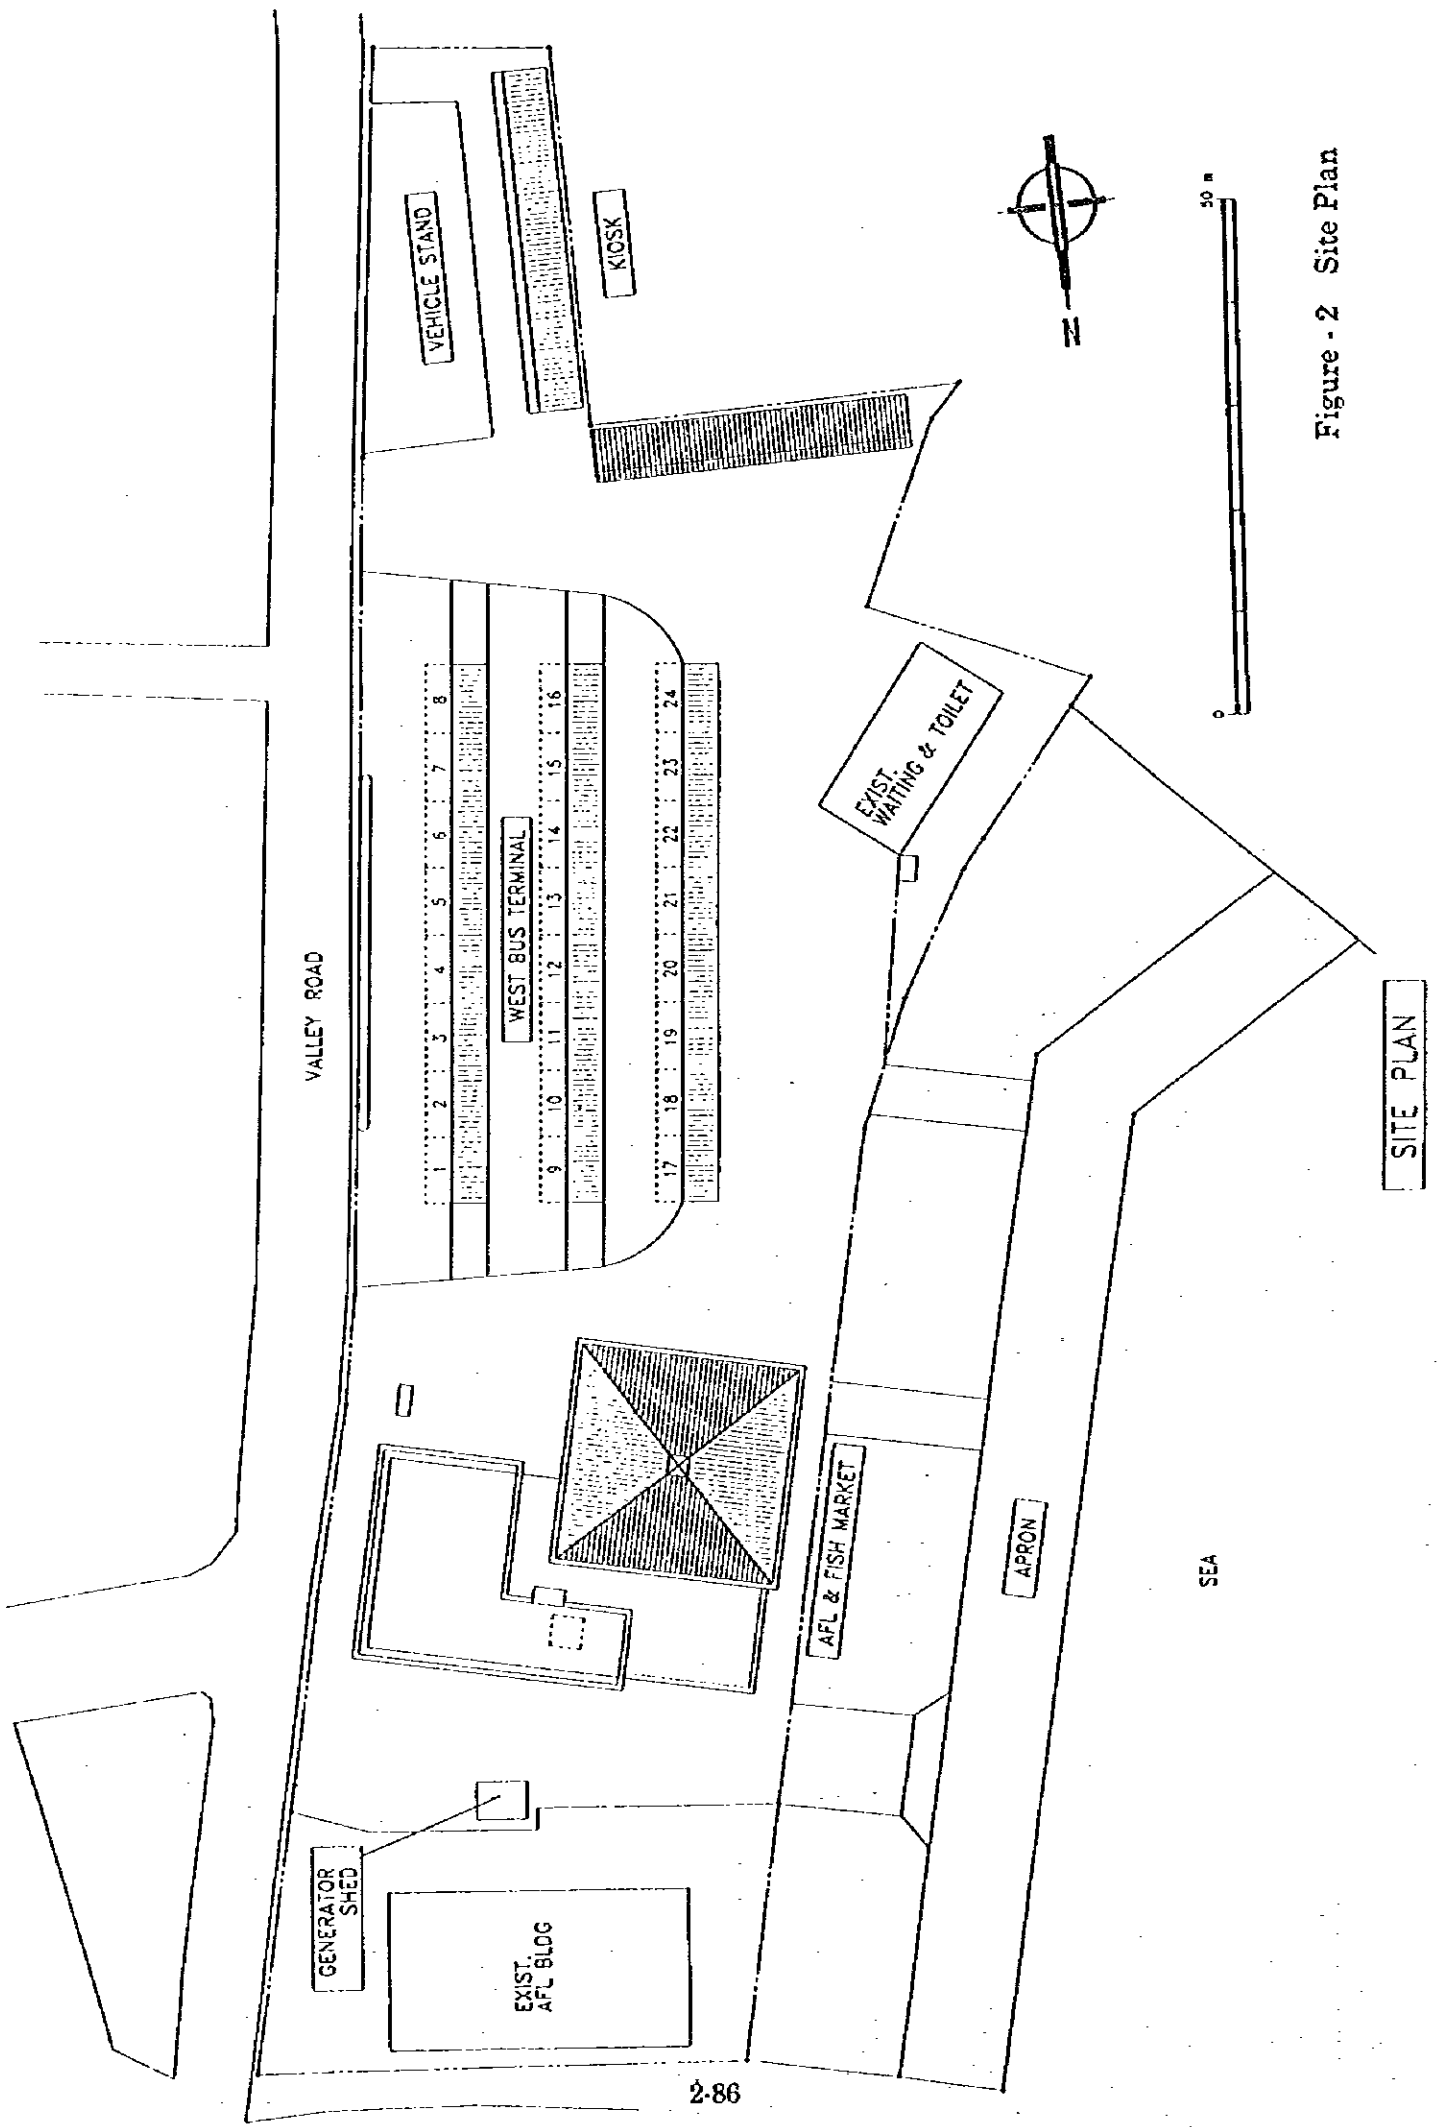 VALLEY ROAD
VEHICLE STAND
KIOSK
1 2 3 4 5 6 7 8
WEST BUS TERMINAL
9 10 11 12 13 14 15 16
17 18 19 20 21 22 23 24
GENERATOR
SHED
EXIST.
AFL BLDG
AFL & FISH MARKET
APRON
SEA
EXIST.
WAITING & TOILET
N
0
50 m
SITE PLAN
Figure - 2 Site Plan
2-86